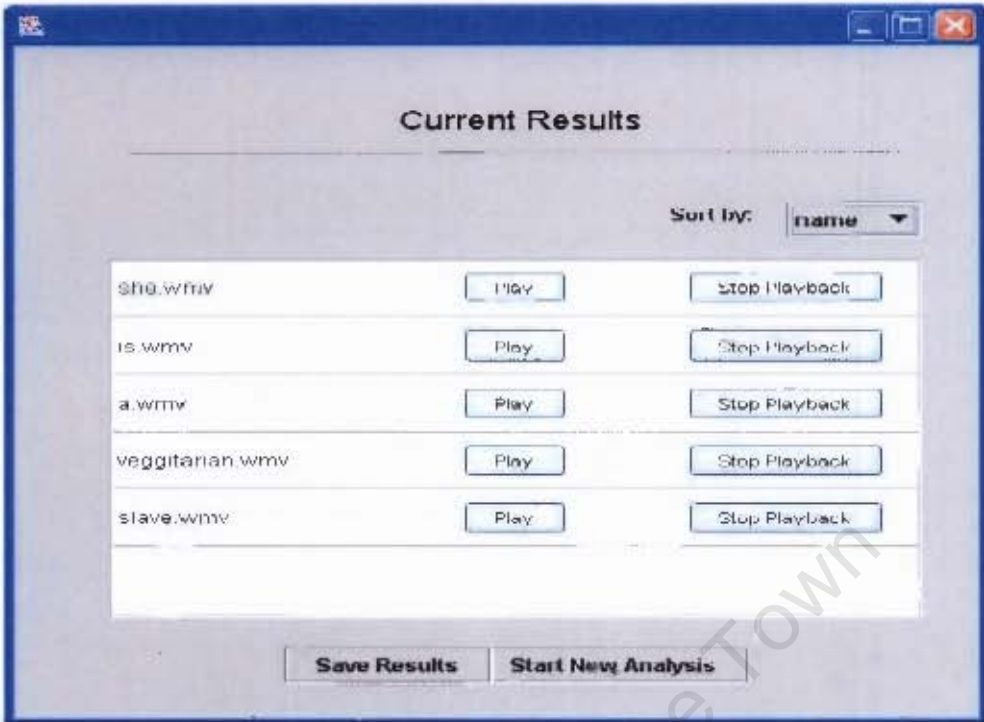 Current Results
Sort by: name
she.wmv Play Stop Playback
is.wmv Play Stop Playback
a.wmv Play Stop Playback
veggitarian.wmv Play Stop Playback
slave.wmv Play Stop Playback
Save Results Start New Analysis
Town